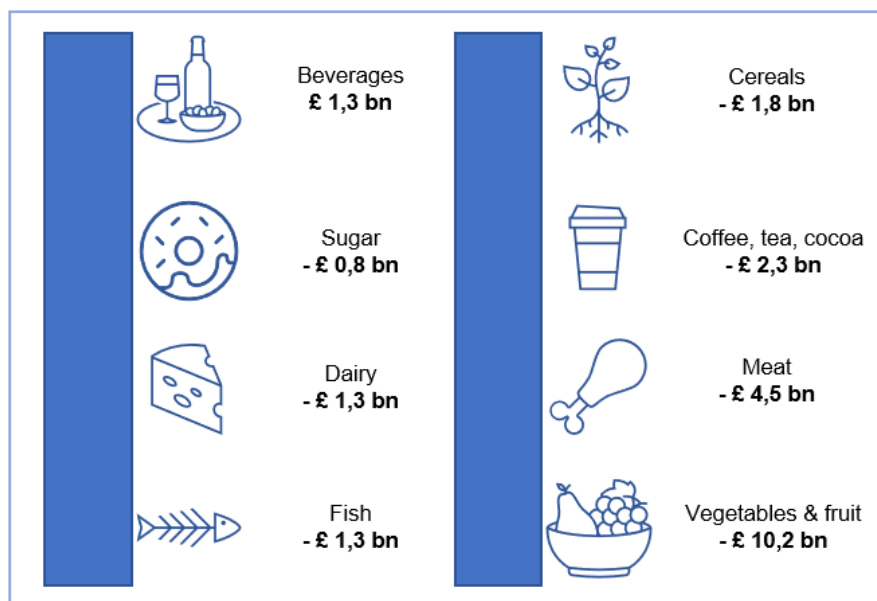 Beverages
£ 1,3 bn
Sugar
- £ 0,8 bn
Dairy
- £ 1,3 bn
Fish
- £ 1,3 bn
Cereals
- £ 1,8 bn
Coffee, tea, cocoa
- £ 2,3 bn
Meat
- £ 4,5 bn
Vegetables & fruit
- £ 10,2 bn